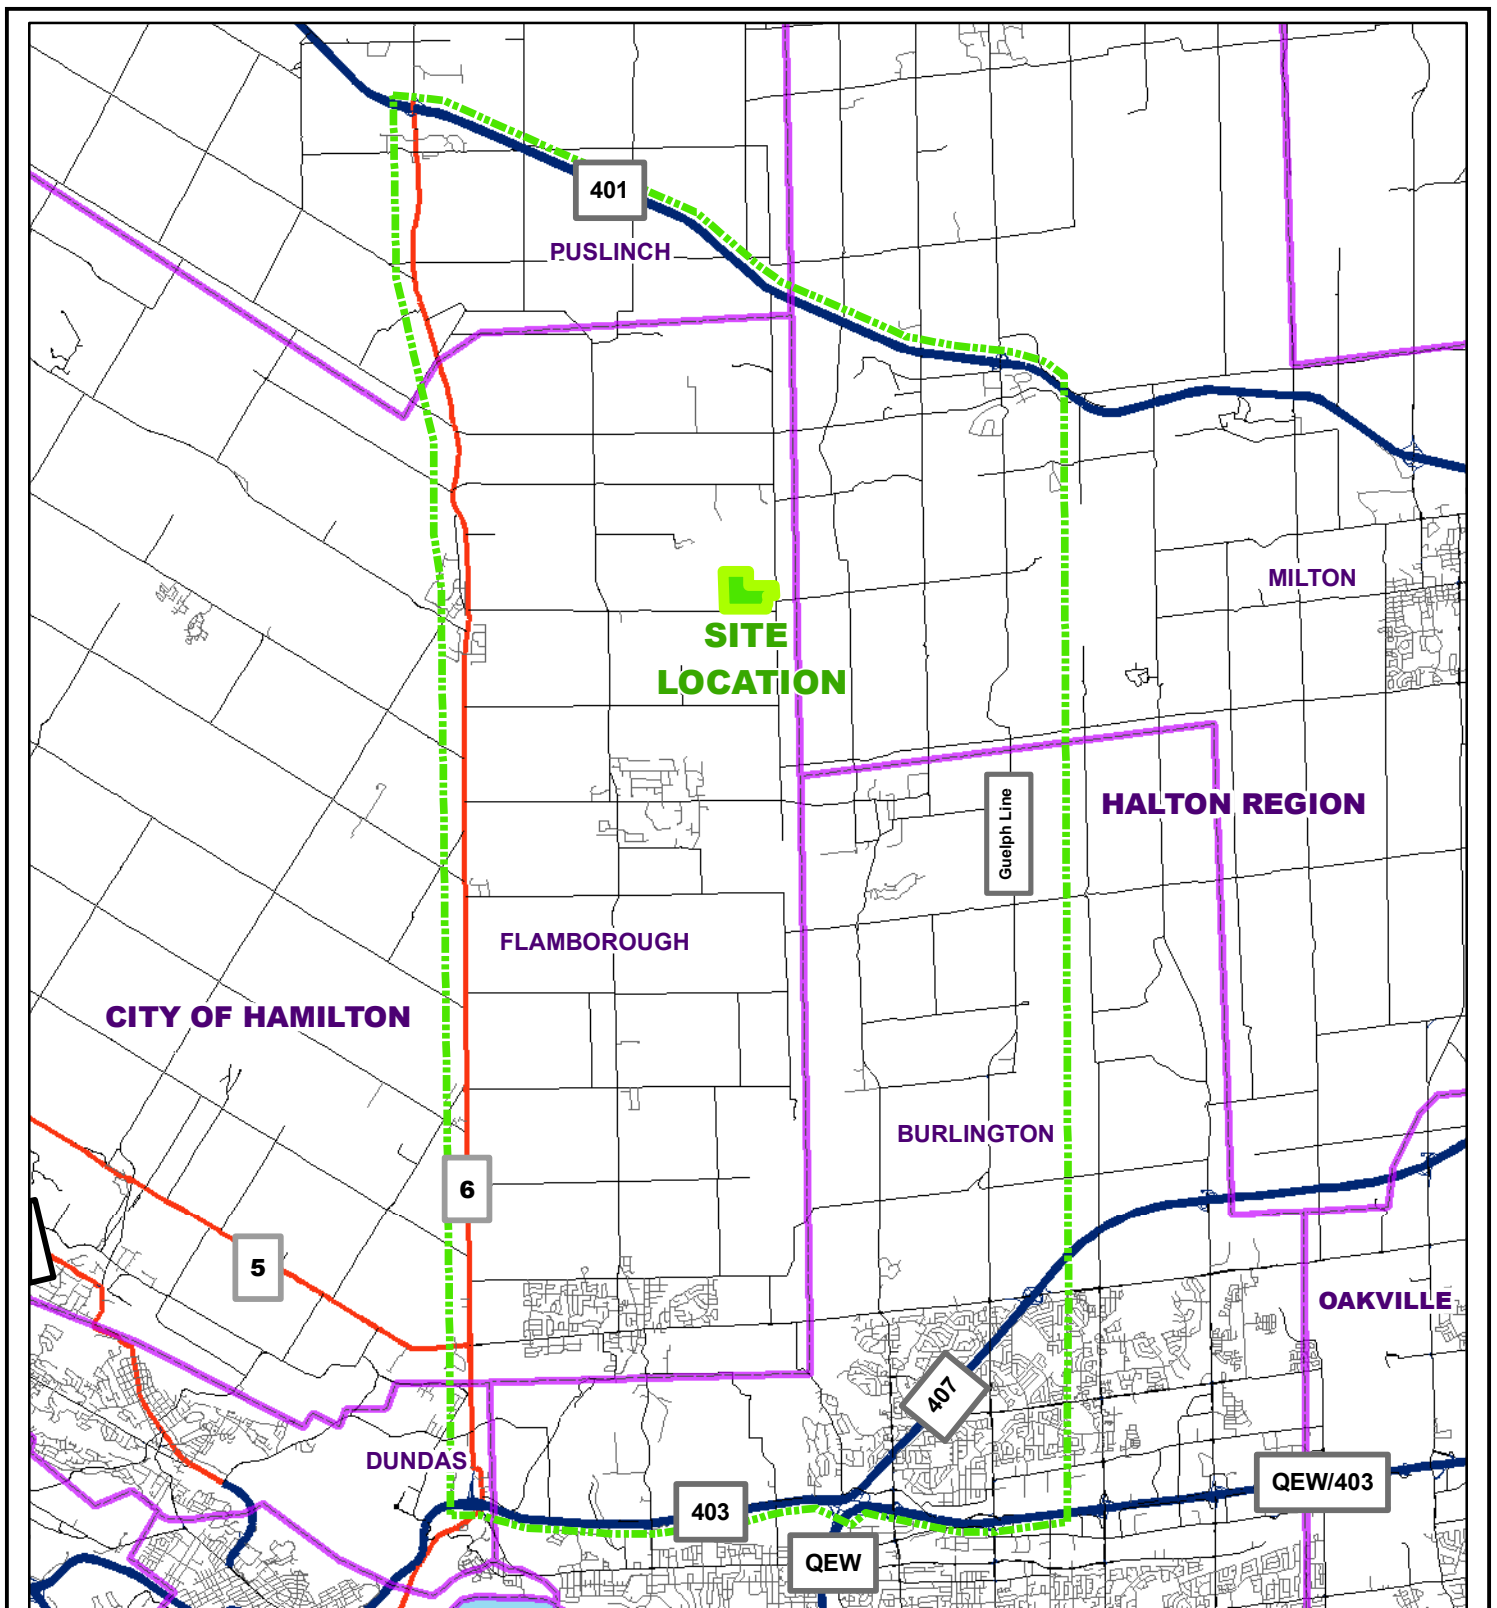 401
PUSLINCH
MILTON
SITE
LOCATION
HALTON REGION
Guelph Line
FLAMBOROUGH
CITY OF HAMILTON
BURLINGTON
6
5
OAKVILLE
407
DUNDAS
QEW/403
403
QEW